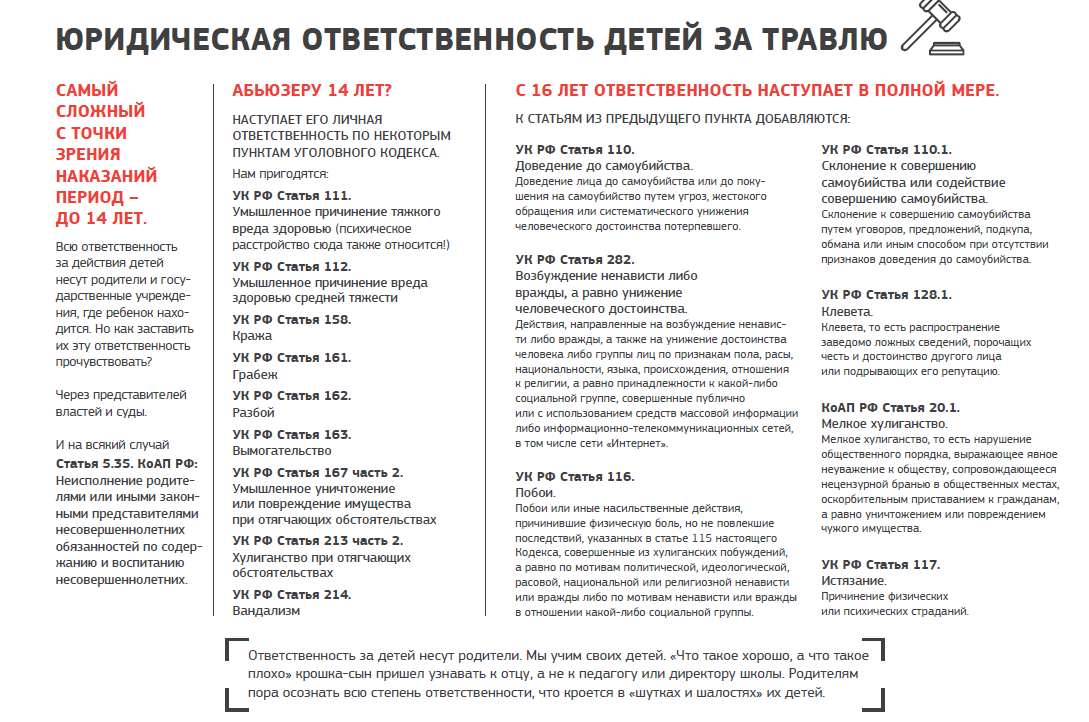 ЮРИДИЧЕСКАЯ ОТВЕТСТВЕННОСТЬ ДЕТЕЙ ЗА ТРАВЛЮ
САМЫЙ
СЛОЖНЫЙ
С ТОЧКИ
ЗРЕНИЯ
НАКАЗАНИЙ
ПЕРИОД –
ДО 14 ЛЕТ.
Всю ответственность
за действия детей
несут родители и госу-
дарственные учрежде-
ния, где ребенок нахо-
дится. Но как заставить
их эту ответственность
прочувствовать?
Через представителей
властей и суды.
И на всякий случай
Статья 5.35. КоАП РФ:
Неисполнение родите-
лями или иными закон-
ными представителями
несовершеннолетних
обязанностей по содер-
жанию и воспитанию
несовершеннолетних.
АБЬЮЗЕРУ 14 ЛЕТ?
НАСТУПАЕТ ЕГО ЛИЧНАЯ
ОТВЕТСТВЕННОСТЬ ПО НЕКОТОРЫМ
ПУНКТАМ УГОЛОВНОГО КОДЕКСА.
Нам пригодятся:
УК РФ Статья 111.
Умышленное причинение тяжкого
вреда здоровью (психическое
расстройство сюда также относится!)
УК РФ Статья 112.
Умышленное причинение вреда
здоровью средней тяжести
УК РФ Статья 158.
Кража
УК РФ Статья 161.
Грабеж
УК РФ Статья 162.
Разбой
УК РФ Статья 163.
Вымогательство
УК РФ Статья 167 часть 2.
Умышленное уничтожение
или повреждение имущества
при отягчающих обстоятельствах
УК РФ Статья 213 часть 2.
Хулиганство при отягчающих
обстоятельствах
УК РФ Статья 214.
Вандализм
С 16 ЛЕТ ОТВЕТСТВЕННОСТЬ НАСТУПАЕТ В ПОЛНОЙ МЕРЕ.
К СТАТЬЯМ ИЗ ПРЕДЫДУЩЕГО ПУНКТА ДОБАВЛЯЮТСЯ:
УК РФ Статья 110.
Доведение до самоубийства.
Доведение лица до самоубийства или до поку-
шения на самоубийство путем угроз, жестокого
обращения или систематического унижения
человеческого достоинства потерпевшего.
УК РФ Статья 282.
Возбуждение ненависти либо
вражды, а равно унижение
человеческого достоинства.
Действия, направленные на возбуждение ненавис-
ти либо вражды, а также на унижение достоинства
человека либо группы лиц по признакам пола, расы,
национальности, языка, происхождения, отношения
к религии, а равно принадлежности к какой-либо
социальной группе, совершенные публично
или с использованием средств массовой информации
либо информационно-телекоммуникационных сетей,
в том числе сети «Интернет».
УК РФ Статья 116.
Побои.
Побои или иные насильственные действия,
причинившие физическую боль, но не повлекшие
последствий, указанных в статье 115 настоящего
Кодекса, совершенные из хулиганских побуждений,
а равно по мотивам политической, идеологической,
расовой, национальной или религиозной ненависти
или вражды либо по мотивам ненависти или вражды
в отношении какой-либо социальной группы.
УК РФ Статья 110.1.
Склонение к совершению
самоубийства или содействие
совершению самоубийства.
Склонение к совершению самоубийства
путем уговоров, предложений, подкупа,
обмана или иным способом при отсутствии
признаков доведения до самоубийства.
УК РФ Статья 128.1.
Клевета.
Клевета, то есть распространение
заведомо ложных сведений, порочащих
честь и достоинство другого лица
или подрывающих его репутацию.
КоАП РФ Статья 20.1.
Мелкое хулиганство.
Мелкое хулиганство, то есть нарушение
общественного порядка, выражающее явное
неуважение к обществу, сопровождающееся
нецензурной бранью в общественных местах,
оскорбительным приставанием к гражданам,
а равно уничтожением или повреждением
чужого имущества.
УК РФ Статья 117.
Истязание.
Причинение физических
или психических страданий.
Ответственность за детей несут родители. Мы учим своих детей. «Что такое хорошо, а что такое
плохо» крошка-сын пришел узнавать к отцу, а не к педагогу или директору школы. Родителям
пора осознать всю степень ответственности, что кроется в «шутках и шалостях» их детей.